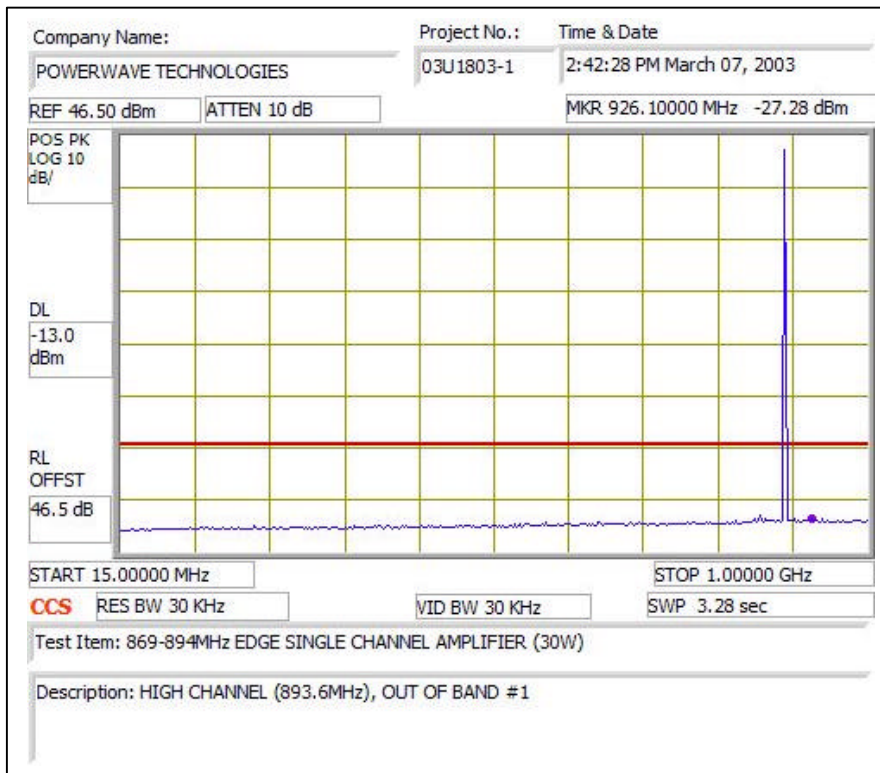 Company Name:
Project No.:
Time & Date
POWERWAVE TECHNOLOGIES
03U1803-1
2:42:28 PM March 07, 2003
REF 46.50 dBm
ATTEN 10 dB
MKR 926.10000 MHz -27.28 dBm
POS PK
LOG 10
dB/
DL
-13.0
dBm
RL
OFFST
46.5 dB
START 15.00000 MHz
STOP 1.00000 GHz
CCS
RES BW 30 KHz
VID BW 30 KHz
SWP 3.28 sec
Test Item: 869-894MHz EDGE SINGLE CHANNEL AMPLIFIER (30W)
Description: HIGH CHANNEL (893.6MHz), OUT OF BAND #1